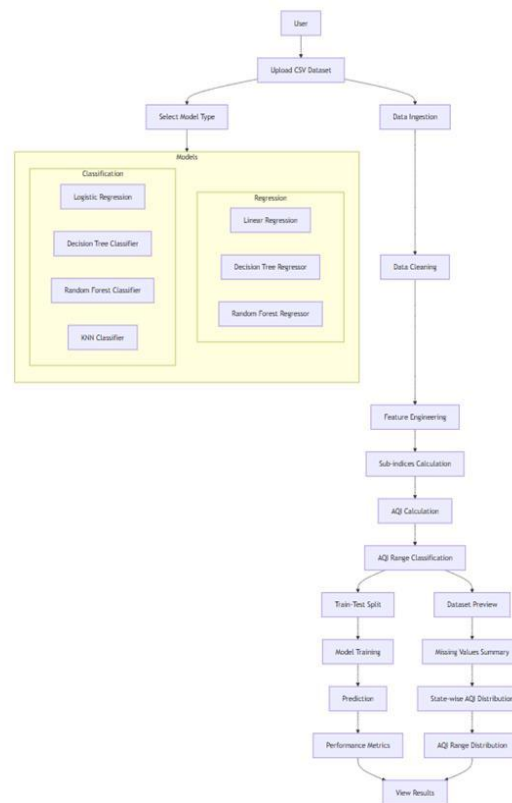 User
Upload CSV Dataset
Select Model Type
Data Ingestion
Models
Classification
Regression
Logistic Regression
Linear Regression
Decision Tree Classifier
Decision Tree Regressor
Data Cleaning
Random Forest Classifier
Random Forest Regressor
KNN Classifier
Feature Engineering
Sub-indices Calculation
AQI Calculation
AQI Range Classification
Train-Test Split
Dataset Preview
Model Training
Missing Values Summary
Prediction
State-wise AQI Distribution
Performance Metrics
AQI Range Distribution
View Results